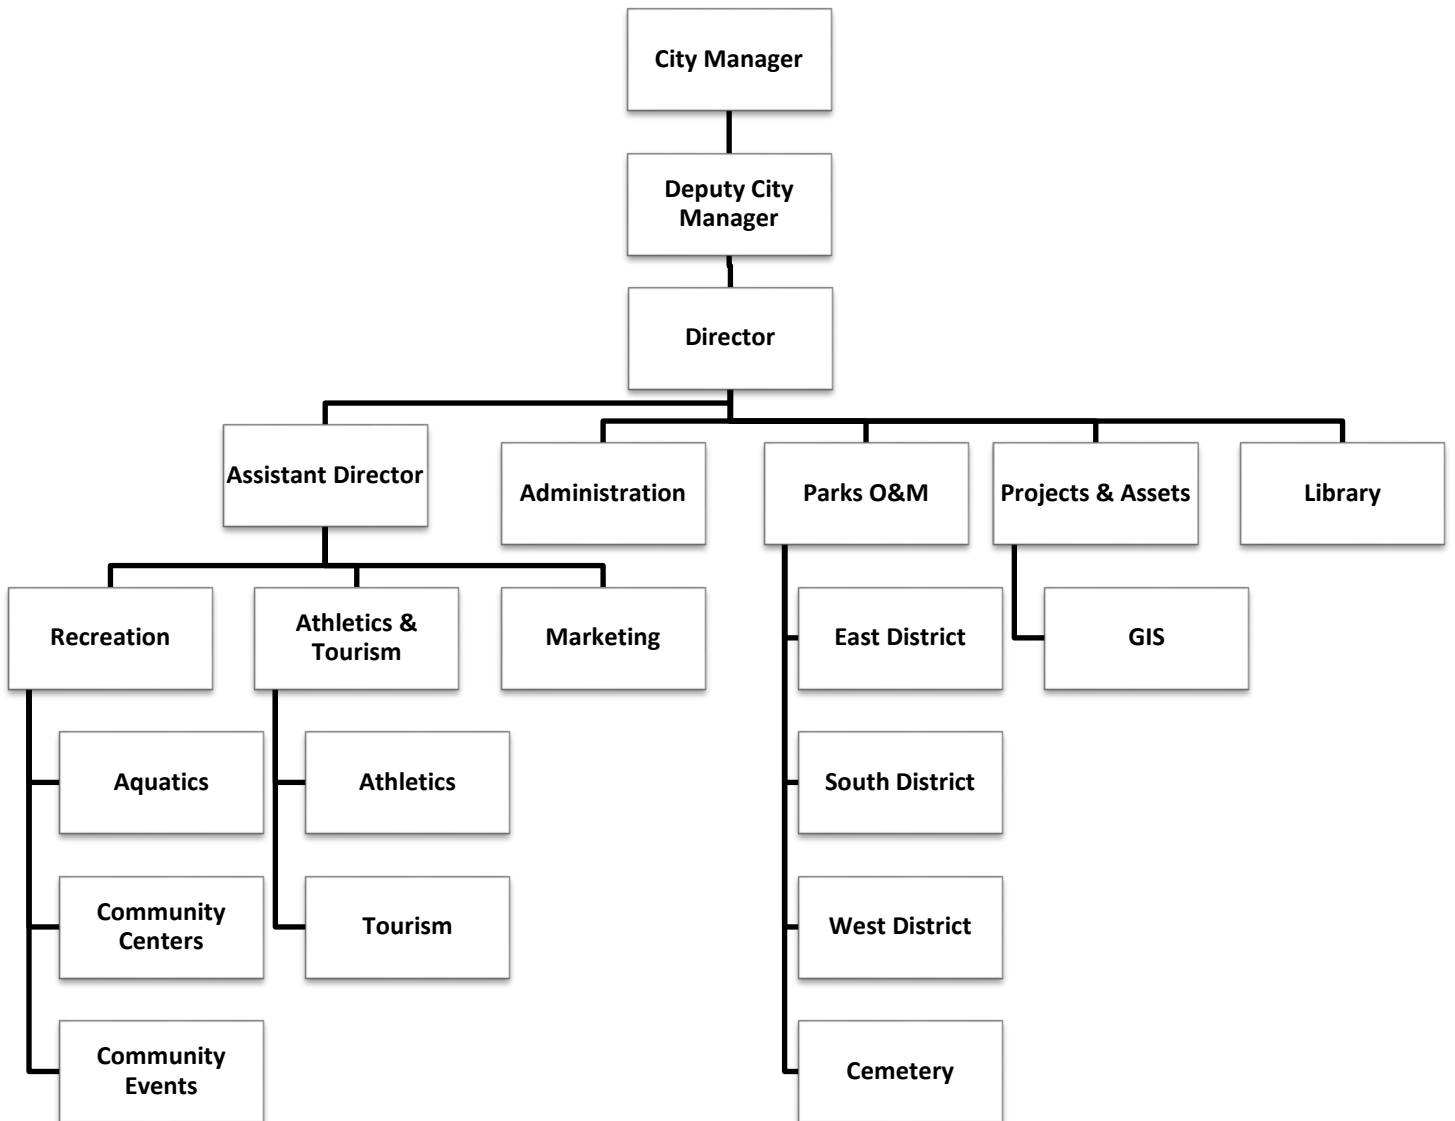 City Manager
Deputy City
Manager
Director
Assistant Director
Administration
Parks O&M
Projects & Assets
Library
Recreation
Athletics &
Tourism
Marketing
East District
GIS
Aquatics
Athletics
South District
Community
Centers
Tourism
West District
Community
Events
Cemetery